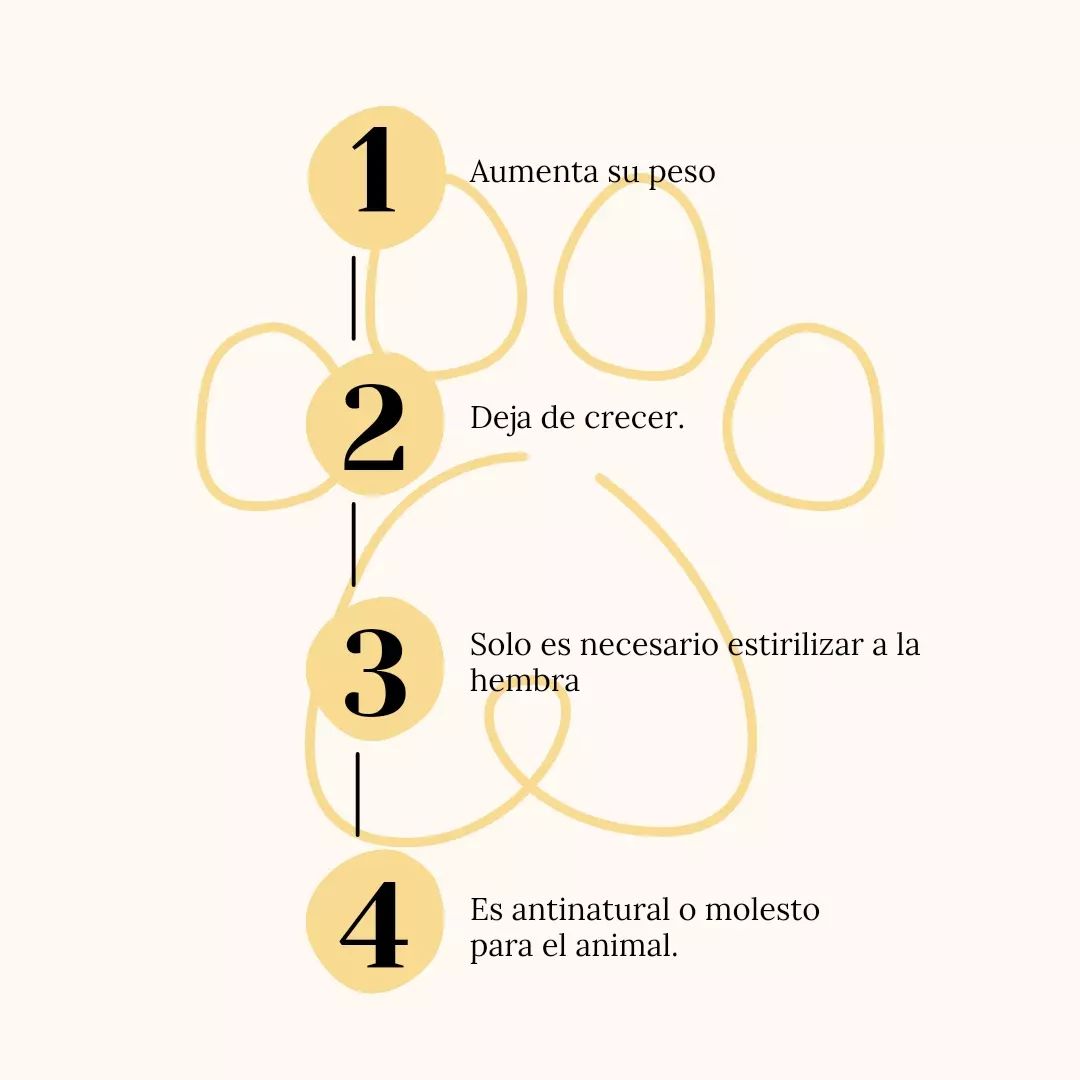 1
Aumenta su peso
2
Deja de crecer.
3
Solo es necesario estirilizar a la
hembra
4
Es antinatural o molesto
para el animal.